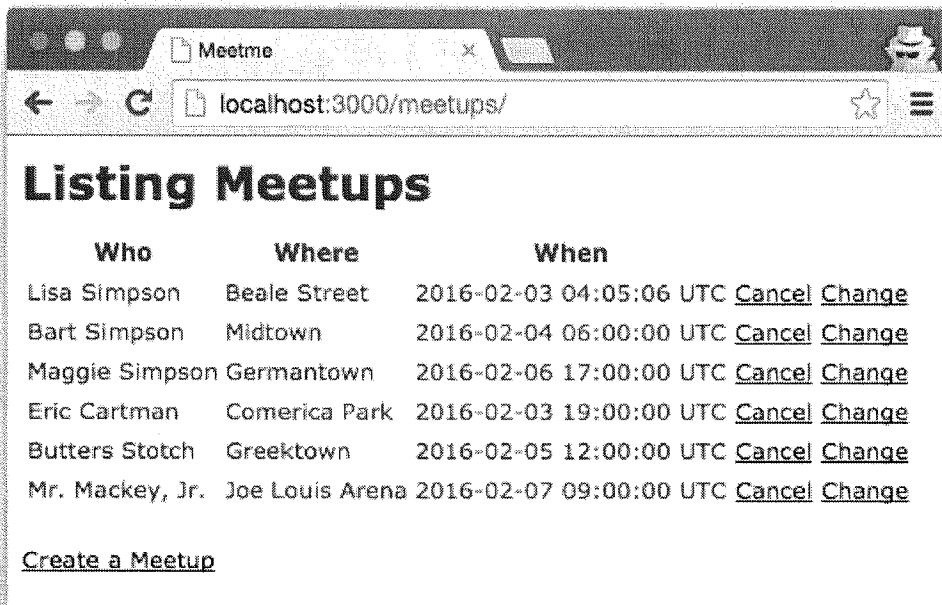 Meetme
localhost:3000/meetups/
Listing Meetups
Who Where When
Lisa Simpson Beale Street 2016-02-03 04:05:06 UTC Cancel Change
Bart Simpson Midtown 2016-02-04 06:00:00 UTC Cancel Change
Maggie Simpson Germantown 2016-02-06 17:00:00 UTC Cancel Change
Eric Cartman Comerica Park 2016-02-03 19:00:00 UTC Cancel Change
Butters Stotch Greektown 2016-02-05 12:00:00 UTC Cancel Change
Mr. Mackey, Jr. Joe Louis Arena 2016-02-07 09:00:00 UTC Cancel Change
Create a Meetup